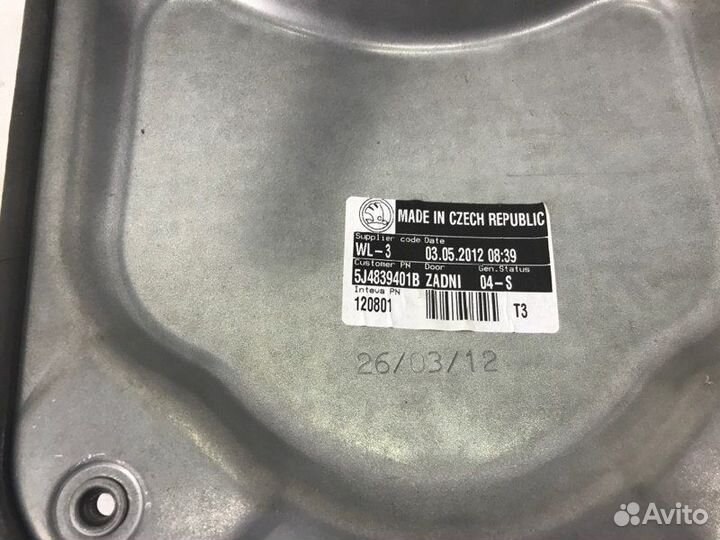 MADE IN CZECH REPUBLIC
Supplier code Date
WL-3 03.05.2012 08:39
Customer PN Door Gen.Status
5J4839401B ZADNI 04-S
Inteva PN
120801 T3
26/03/12
Avito